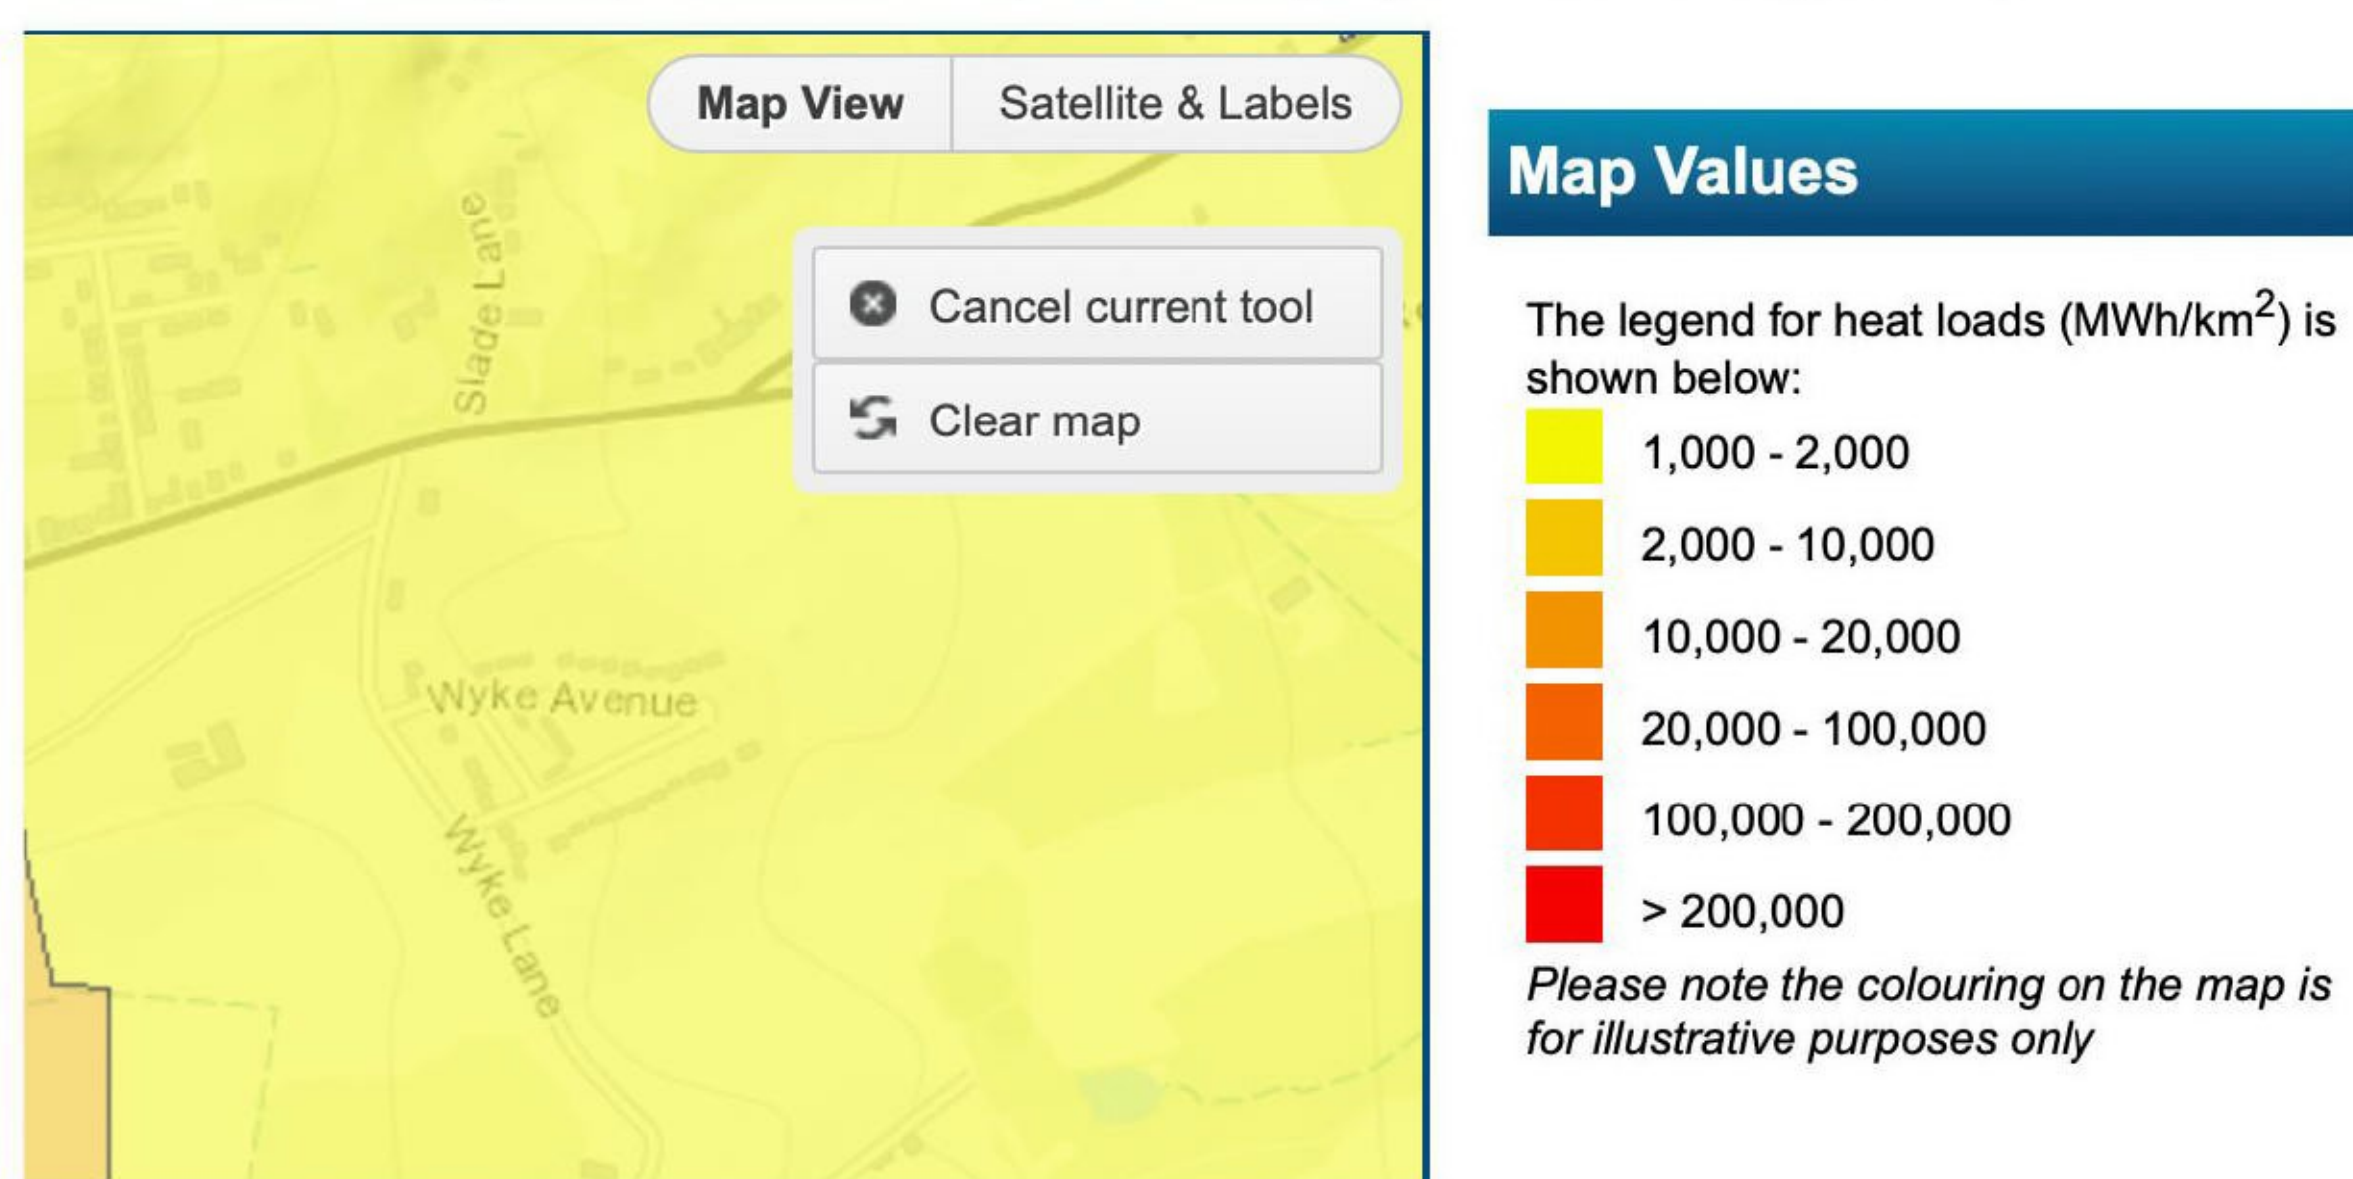 Map View
Satellite & Labels
Slade Lane
Cancel current tool
Clear map
Wyke Avenue
Wyke Lane
Map Values
The legend for heat loads (MWh/km²) is
shown below:
1,000 - 2,000
2,000 - 10,000
10,000 - 20,000
20,000 - 100,000
100,000 - 200,000
> 200,000
Please note the colouring on the map is
for illustrative purposes only